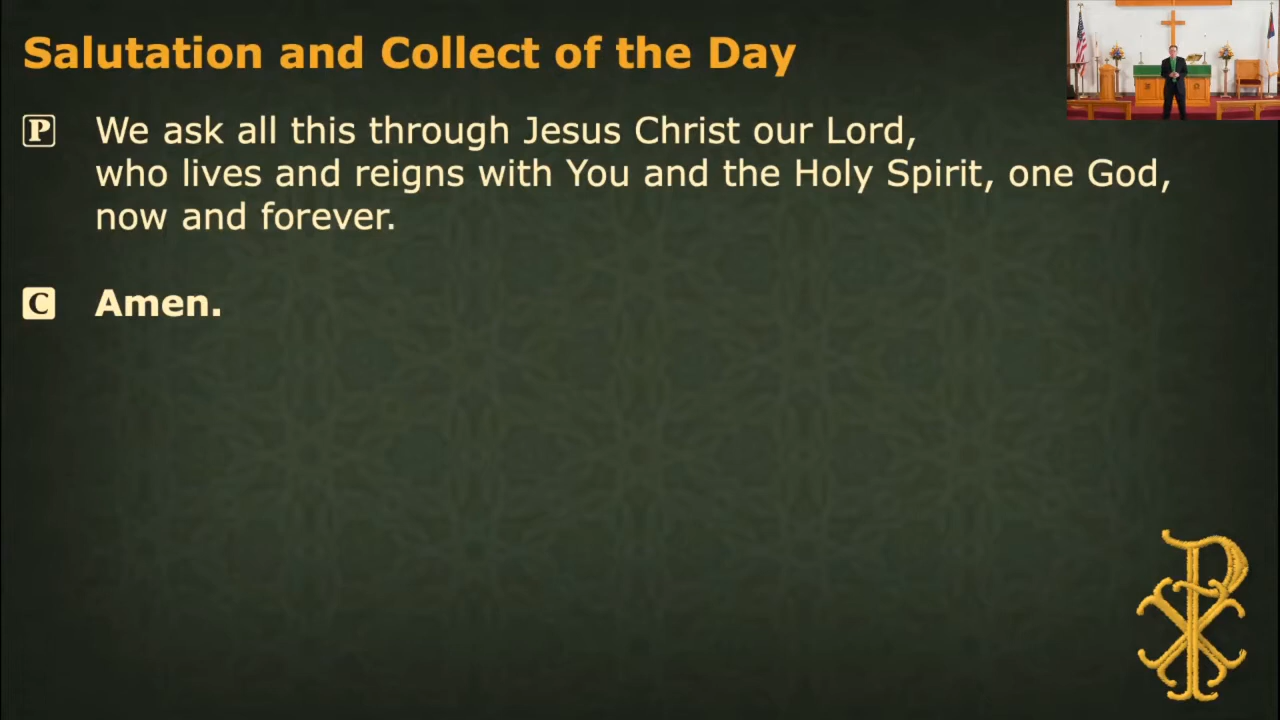 Salutation and Collect of the Day
P We ask all this through Jesus Christ our Lord,
who lives and reigns with You and the Holy Spirit, one God,
now and forever.
C Amen.